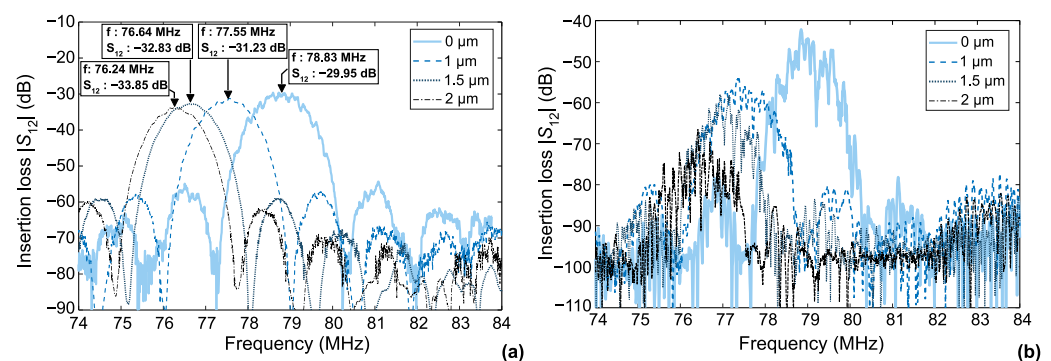 f : 76.64 MHz
S12 : −32.83 dB
f : 77.55 MHz
S12 : −31.23 dB
f : 76.24 MHz
S12 : −33.85 dB
f : 78.83 MHz
S12 : −29.95 dB
0 µm
1 µm
1.5 µm
2 µm
Insertion loss |S12| (dB)
−10
−20
−30
−40
−50
−60
−70
−80
−90
74 75 76 77 78 79 80 81 82 83 84
Frequency (MHz)
(a)
0 µm
1 µm
1.5 µm
2 µm
Insertion loss |S12| (dB)
−40
−50
−60
−70
−80
−90
−100
−110
74 75 76 77 78 79 80 81 82 83 84
Frequency (MHz)
(b)